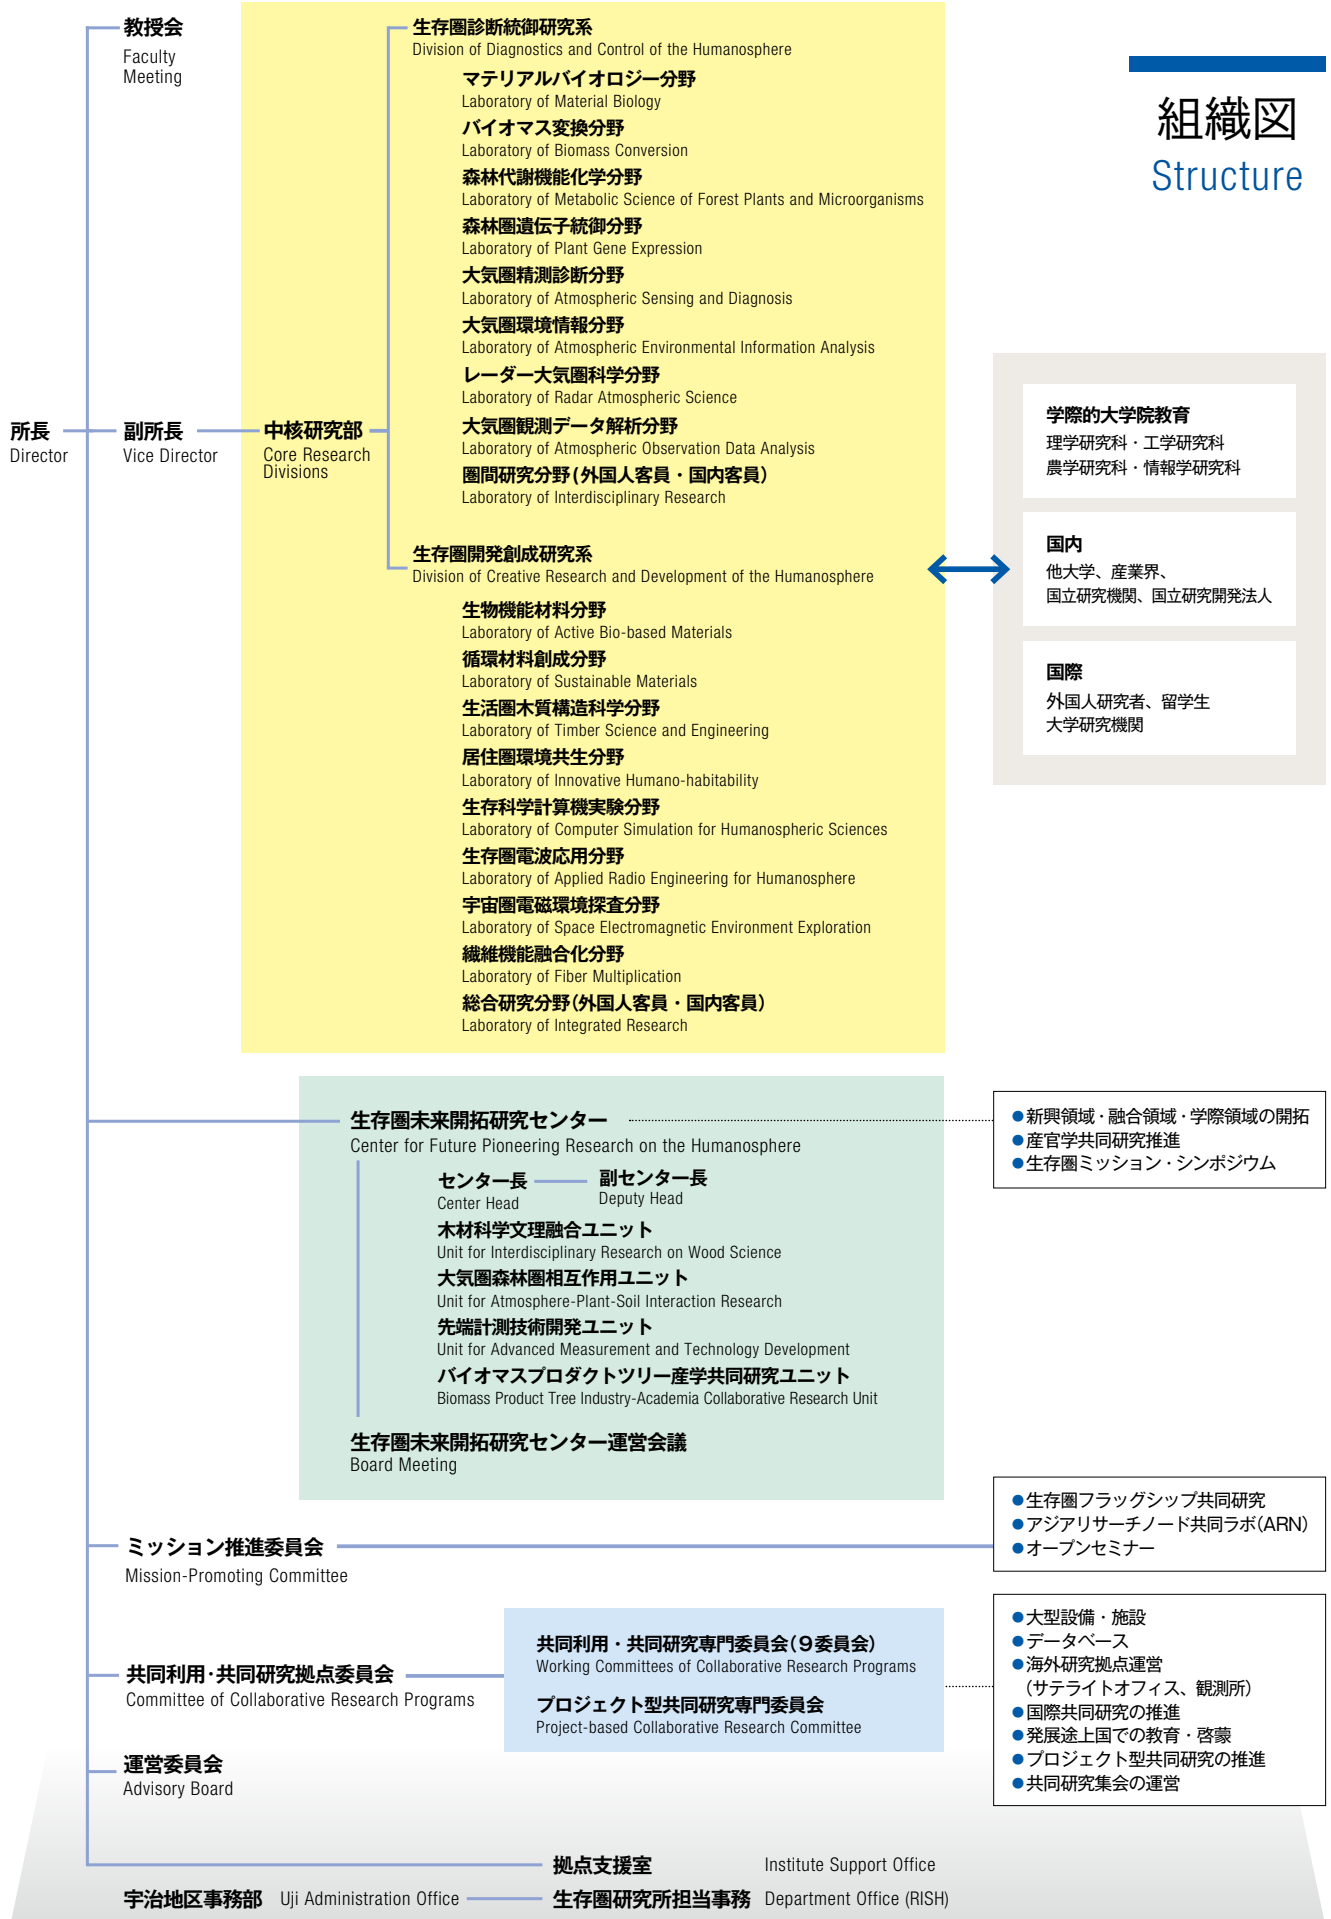 組織図
Structure
教授会
Faculty
Meeting
所長
Director
副所長
Vice Director
中核研究部
Core Research
Divisions
生存圏診断統御研究系
Division of Diagnostics and Control of the Humanosphere
マテリアルバイオロジー分野
Laboratory of Material Biology
バイオマス変換分野
Laboratory of Biomass Conversion
森林代謝機能化学分野
Laboratory of Metabolic Science of Forest Plants and Microorganisms
森林圏遺伝子統御分野
Laboratory of Plant Gene Expression
大気圏精測診断分野
Laboratory of Atmospheric Sensing and Diagnosis
大気圏環境情報分野
Laboratory of Atmospheric Environmental Information Analysis
レーダー大気圏科学分野
Laboratory of Radar Atmospheric Science
大気圏観測データ解析分野
Laboratory of Atmospheric Observation Data Analysis
圏間研究分野(外国人客員・国内客員)
Laboratory of Interdisciplinary Research
生存圏開発創成研究系
Division of Creative Research and Development of the Humanosphere
生物機能材料分野
Laboratory of Active Bio-based Materials
循環材料創成分野
Laboratory of Sustainable Materials
生活圏木質構造科学分野
Laboratory of Timber Science and Engineering
居住圏環境共生分野
Laboratory of Innovative Humano-habitability
生存科学計算機実験分野
Laboratory of Computer Simulation for Humanospheric Sciences
生存圏電波応用分野
Laboratory of Applied Radio Engineering for Humanosphere
宇宙圏電磁環境探査分野
Laboratory of Space Electromagnetic Environment Exploration
繊維機能融合化分野
Laboratory of Fiber Multiplication
総合研究分野(外国人客員・国内客員)
Laboratory of Integrated Research
学際的大学院教育
理学研究科・工学研究科
農学研究科・情報学研究科
国内
他大学、産業界、
国立研究機関、国立研究開発法人
国際
外国人研究者、留学生
大学研究機関
生存圏未来開拓研究センター
Center for Future Pioneering Research on the Humanosphere
センター長
Center Head
副センター長
Deputy Head
木材科学文理融合ユニット
Unit for Interdisciplinary Research on Wood Science
大気圏森林圏相互作用ユニット
Unit for Atmosphere-Plant-Soil Interaction Research
先端計測技術開発ユニット
Unit for Advanced Measurement and Technology Development
バイオマスプロダクトツリー産学共同研究ユニット
Biomass Product Tree Industry-Academia Collaborative Research Unit
生存圏未来開拓研究センター運営会議
Board Meeting
●新興領域・融合領域・学際領域の開拓
●産官学共同研究推進
●生存圏ミッション・シンポジウム
ミッション推進委員会
Mission-Promoting Committee
●生存圏フラッグシップ共同研究
●アジアリサーチノード共同ラボ(ARN)
●オープンセミナー
共同利用・共同研究拠点委員会
Committee of Collaborative Research Programs
共同利用・共同研究専門委員会(9委員会)
Working Committees of Collaborative Research Programs
プロジェクト型共同研究専門委員会
Project-based Collaborative Research Committee
●大型設備・施設
●データベース
●海外研究拠点運営
(サテライトオフィス、観測所)
●国際共同研究の推進
●発展途上国での教育・啓蒙
●プロジェクト型共同研究の推進
●共同研究集会の運営
運営委員会
Advisory Board
拠点支援室 Institute Support Office
宇治地区事務部 Uji Administration Office 生存圏研究所担当事務 Department Office (RISH)